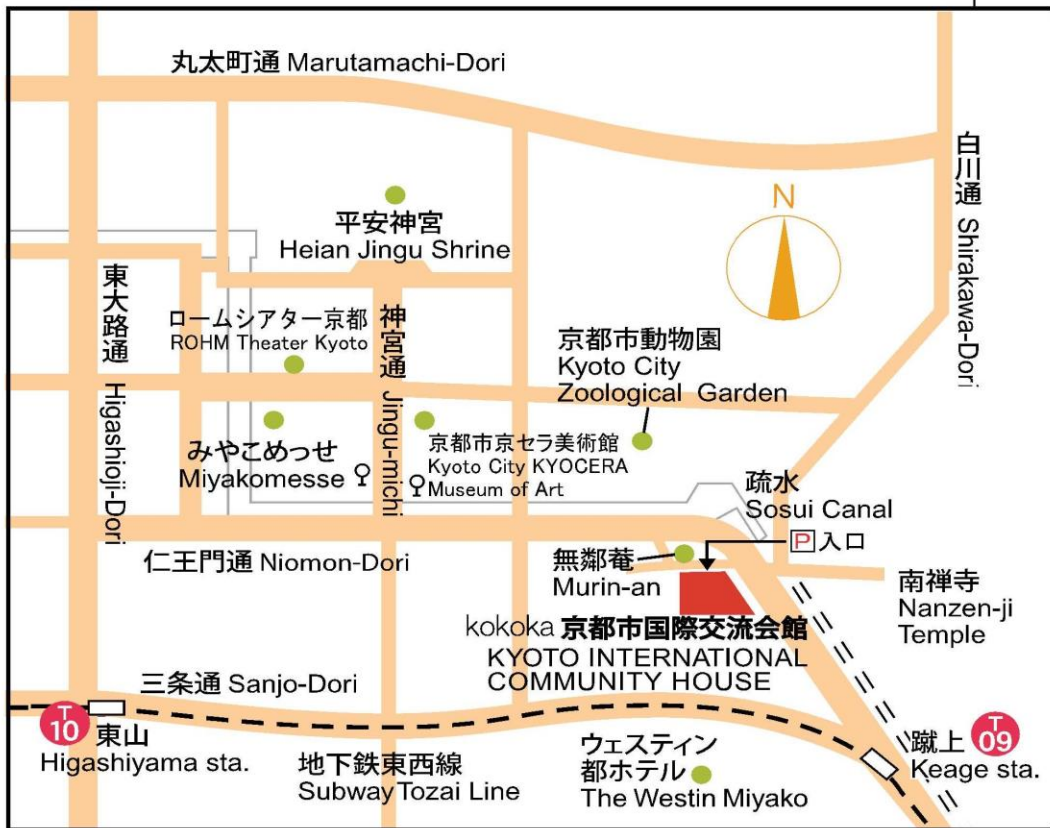 丸太町通 Marutamachi-Dori
白川通 Shirakawa-Dori
N
平安神宮
Heian Jingu Shrine
東大路通 Higashioji-Dori
ロームシアター京都
ROHM Theater Kyoto
神宮通 Jingu-michi
京都市動物園
Kyoto City
Zoological Garden
みやこめっせ
Miyakomesse
京都市京セラ美術館
Kyoto City KYOCERA
Museum of Art
疏水
Sosui Canal
P入口
仁王門通 Niomon-Dori
無鄰菴
Murin-an
南禅寺
Nanzen-ji
Temple
kokoka 京都市国際交流会館
KYOTO INTERNATIONAL
COMMUNITY HOUSE
三条通 Sanjo-Dori
T
10
東山
Higashiyama sta.
地下鉄東西線
Subway Tozai Line
ウェスティン
都ホテル
The Westin Miyako
蹴上
Keage sta.
T
09